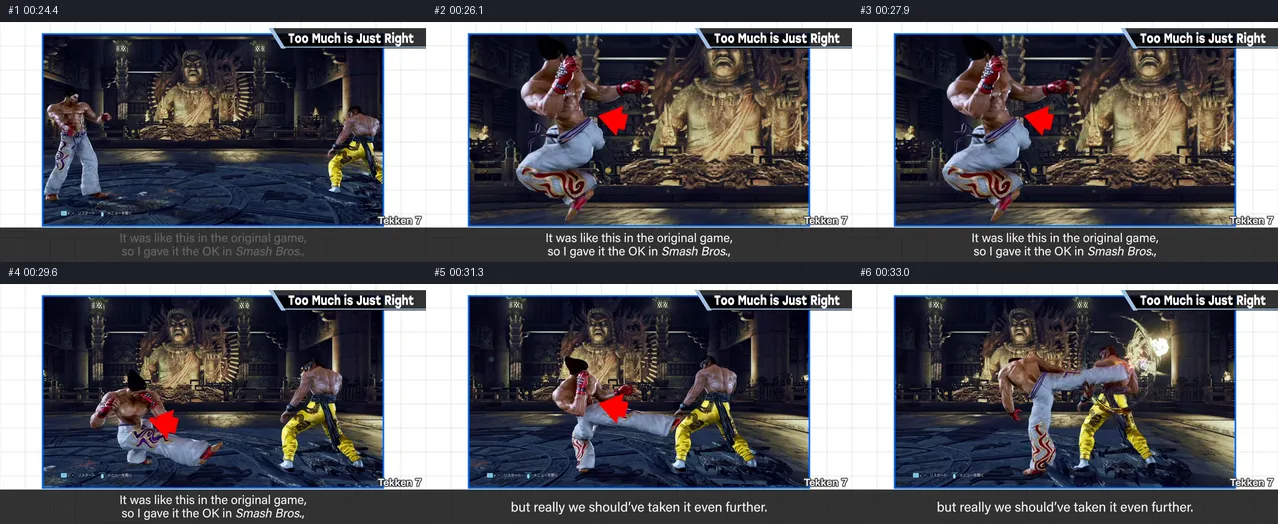 #1 00:24.4
Too Much is Just Right
Tekken 7
It was like this in the original game,
so I gave it the OK in Smash Bros.,
#2 00:26.1
Too Much is Just Right
Tekken 7
It was like this in the original game,
so I gave it the OK in Smash Bros.,
#3 00:27.9
Too Much is Just Right
Tekken 7
It was like this in the original game,
so I gave it the OK in Smash Bros.,
#4 00:29.6
Too Much is Just Right
Tekken 7
It was like this in the original game,
so I gave it the OK in Smash Bros.,
#5 00:31.3
Too Much is Just Right
Tekken 7
but really we should've taken it even further.
#6 00:33.0
Too Much is Just Right
Tekken 7
but really we should've taken it even further.